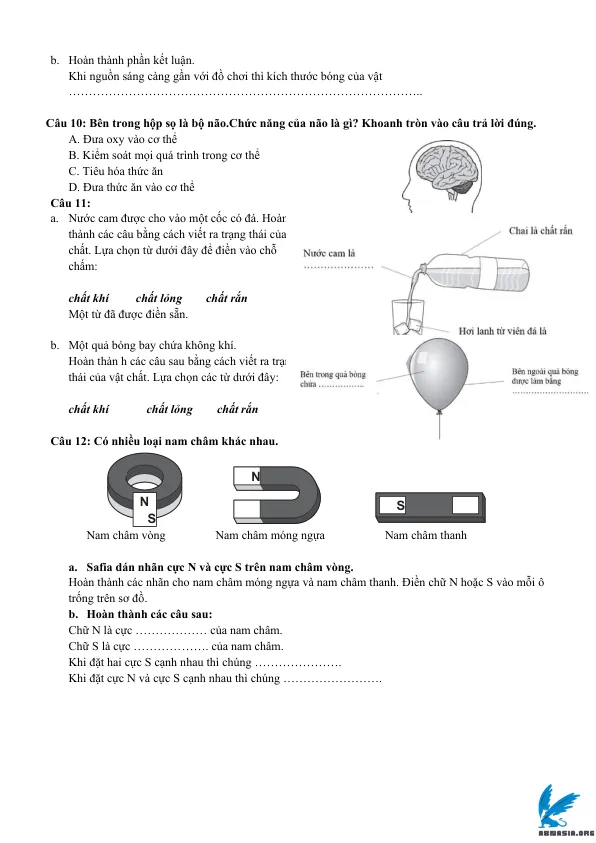 b. Hoàn thành phần kết luận.
Khi nguồn sáng càng gần với đồ chơi thì kích thước bóng của vật
……………………………………………………………………………..
Câu 10: Bên trong hộp sọ là bộ não.Chức năng của não là gì? Khoanh tròn vào câu trả lời đúng.
A. Đưa oxy vào cơ thể
B. Kiểm soát mọi quá trình trong cơ thể
C. Tiêu hóa thức ăn
D. Đưa thức ăn vào cơ thể
Câu 11:
a. Nước cam được cho vào một cốc có đá. Hoàn
thành các câu bằng cách viết ra trạng thái của
chất. Lựa chọn từ dưới đây để điền vào chỗ
chấm:
chất khí chất lỏng chất rắn
Một từ đã được điền sẵn.
Chai là chất rắn
Nước cam là
…………………
Hơi lạnh từ viên đá là
b. Một quả bóng bay chứa không khí.
Hoàn thàn h các câu sau bằng cách viết ra trạng
thái của vật chất. Lựa chọn các từ dưới đây:
chất khí chất lỏng chất rắn
Bên trong quả bóng
chứa …………….
Bên ngoài quả bóng
được làm bằng
………………………
Câu 12: Có nhiều loại nam châm khác nhau.
N
S
N
S
Nam châm vòng Nam châm móng ngựa Nam châm thanh
a. Safia dán nhãn cực N và cực S trên nam châm vòng.
Hoàn thành các nhãn cho nam châm móng ngựa và nam châm thanh. Điền chữ N hoặc S vào mỗi ô
trống trên sơ đồ.
b. Hoàn thành các câu sau:
Chữ N là cực ……………… của nam châm.
Chữ S là cực ………………. của nam châm.
Khi đặt hai cực S cạnh nhau thì chúng ………………….
Khi đặt cực N và cực S cạnh nhau thì chúng …………………….
ABNASIA.ORG